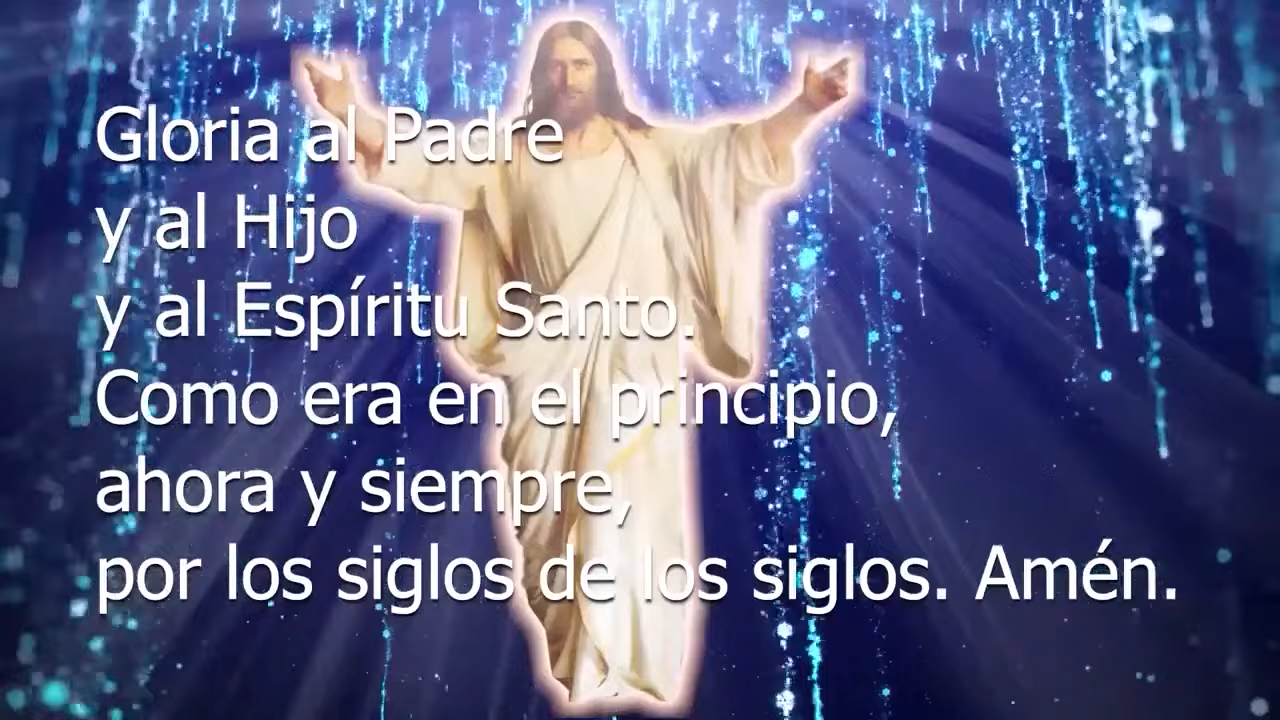 Gloria al Padre
y al Hijo
y al Espíritu Santo.
Como era en el principio,
ahora y siempre,
por los siglos de los siglos. Amén.